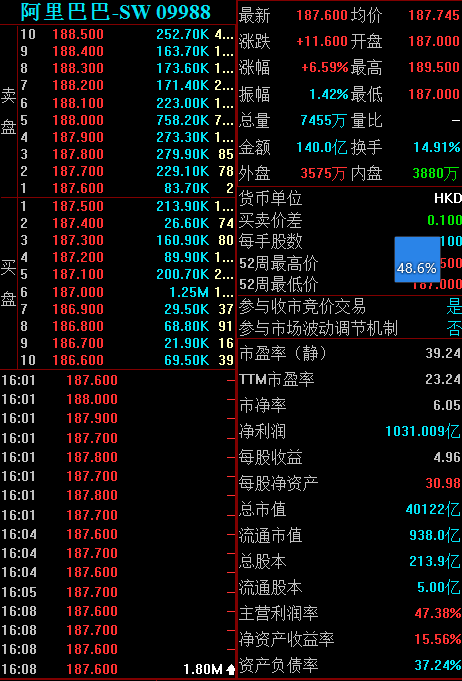 阿里巴巴-SW 09988
卖盘
10 188.500 252.70K 4...
9 188.400 163.70K 1...
8 188.300 173.60K 1...
7 188.200 171.40K 2...
6 188.100 223.00K 1...
5 188.000 758.20K 7...
4 187.900 273.30K 1...
3 187.800 279.90K 85
2 187.700 229.10K 78
1 187.600 83.70K 2
买盘
1 187.500 213.90K 1...
2 187.400 26.60K 74
3 187.300 160.90K 80
4 187.200 89.90K 1...
5 187.100 200.70K 2...
6 187.000 1.25M 1...
7 186.900 29.50K 37
8 186.800 68.80K 91
9 186.700 21.90K 16
10 186.600 69.50K 39
16:01 187.600 –
16:01 188.000 –
16:01 187.900 –
16:01 187.700 –
16:01 187.800 –
16:01 187.700 –
16:01 187.800 –
16:01 187.700 –
16:04 187.600 –
16:04 187.700 –
16:04 187.600 –
16:05 187.700 –
16:08 187.600 –
16:08 187.700 –
16:08 187.600 –
16:08 187.600 1.80M
最新 187.600 均价 187.745
涨跌 +11.600 开盘 187.000
涨幅 +6.59% 最高 189.500
振幅 1.42% 最低 187.000
总量 7455万 量比 –
金额 140.0亿 换手 14.91%
外盘 3575万 内盘 3880万
货币单位 HKD
买卖价差 0.100
每手股数 100
52周最高价 500
48.6%
52周最低价 187.000
参与收市竞价交易 是
参与市场波动调节机制 否
市盈率（静） 39.24
TTM市盈率 23.24
市净率 6.05
净利润 1031.009亿
每股收益 4.96
每股净资产 30.98
总市值 40122亿
流通市值 938.0亿
总股本 213.9亿
流通股本 5.00亿
主营利润率 47.38%
净资产收益率 15.56%
资产负债率 37.24%